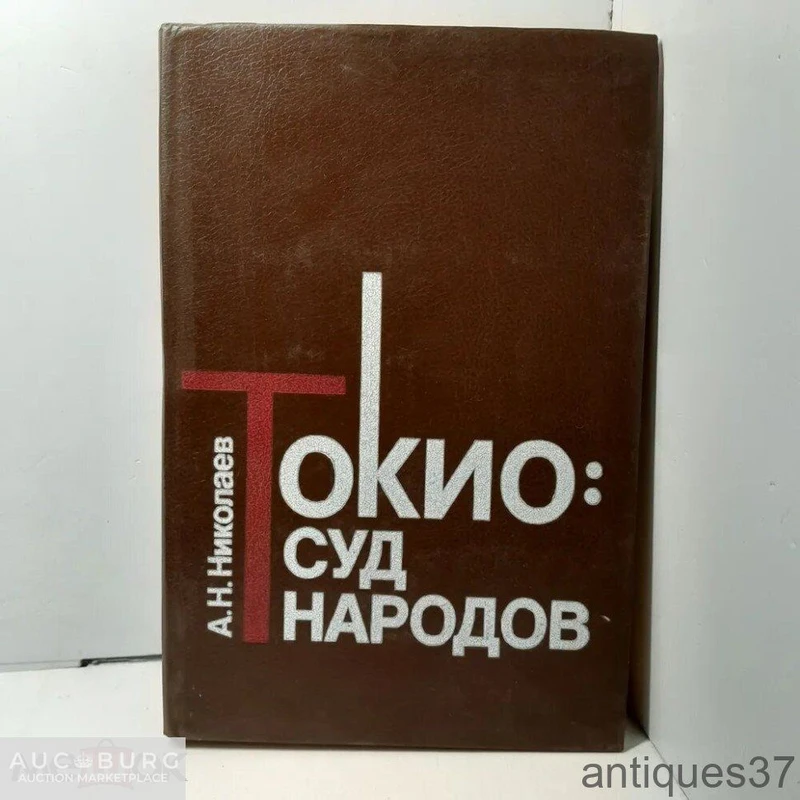 А.Н. Николаев
Токио:
СУД
НАРОДОВ
AUCBURG
AUCTION MARKETPLACE
antiques37